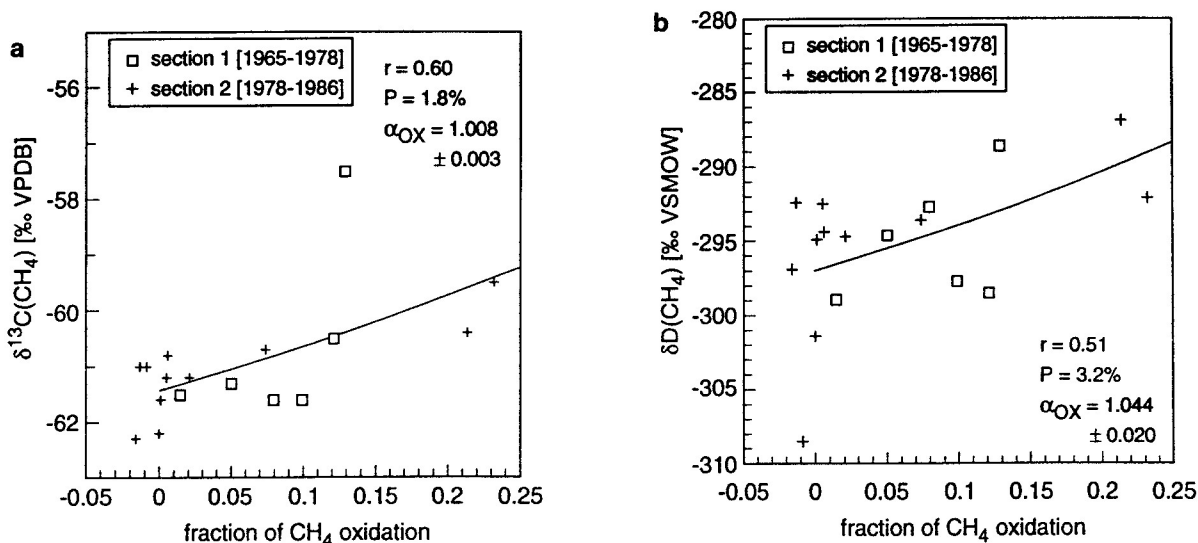 a
□ section 1 [1965-1978]
+ section 2 [1978-1986]
r = 0.60
P = 1.8%
αOX = 1.008
± 0.003
δ13C(CH4) [‰ VPDB]
-56
-58
-60
-62
-0.05 0 0.05 0.1 0.15 0.2 0.25
fraction of CH4 oxidation
b
□ section 1 [1965-1978]
+ section 2 [1978-1986]
r = 0.51
P = 3.2%
αOX = 1.044
± 0.020
δD(CH4) [‰ VSMOW]
-280
-285
-290
-295
-300
-305
-310
-0.05 0 0.05 0.1 0.15 0.2 0.25
fraction of CH4 oxidation